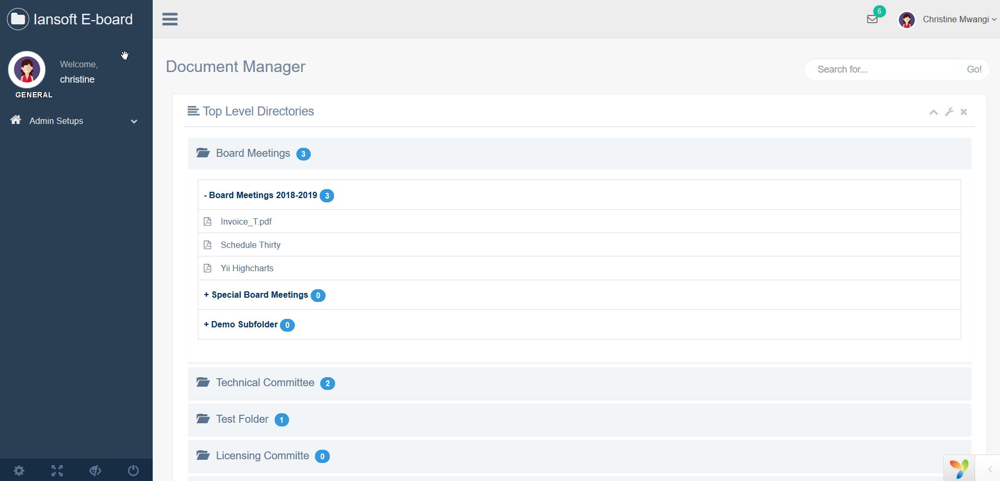 Iansoft E-board
6
Christine Mwangi
Welcome,
christine
GENERAL
Admin Setups
Document Manager
Search for...
Go!
Top Level Directories
Board Meetings 3
- Board Meetings 2018-2019 3
Invoice_T.pdf
Schedule Thirty
Yii Highcharts
+ Special Board Meetings 0
+ Demo Subfolder 0
Technical Committee 2
Test Folder 1
Licensing Committe 0